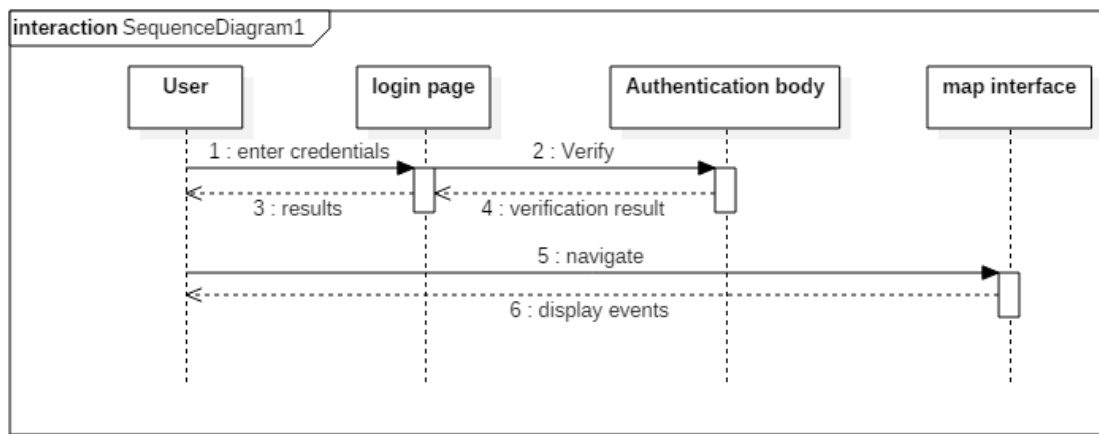 interaction SequenceDiagram1
User
login page
Authentication body
map interface
1 : enter credentials
2 : Verify
3 : results
4 : verification result
5 : navigate
6 : display events